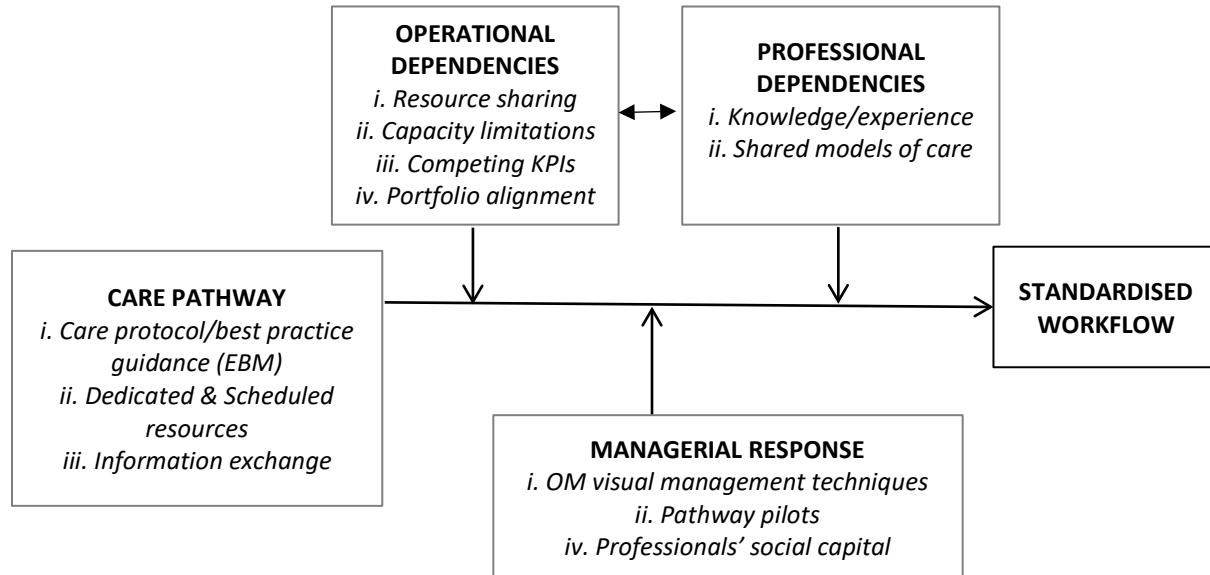 OPERATIONAL
DEPENDENCIES
i. Resource sharing
ii. Capacity limitations
iii. Competing KPIs
iv. Portfolio alignment
PROFESSIONAL
DEPENDENCIES
i. Knowledge/experience
ii. Shared models of care
CARE PATHWAY
i. Care protocol/best practice
guidance (EBM)
ii. Dedicated & Scheduled
resources
iii. Information exchange
STANDARDISED
WORKFLOW
MANAGERIAL RESPONSE
i. OM visual management techniques
ii. Pathway pilots
iv. Professionals’ social capital